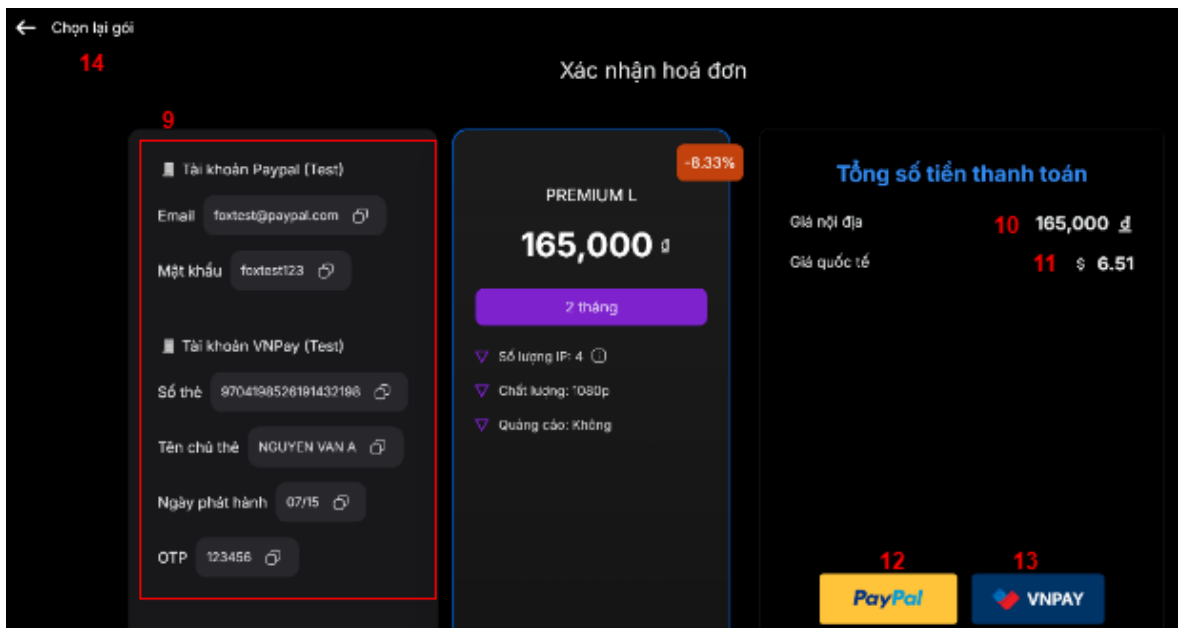 ← Chọn lại gói
14
Xác nhận hoá đơn
9
Tài khoản Paypal (Test)
Email foxtest@paypal.com
Mật khẩu foxtest123
Tài khoản VNPay (Test)
Số thẻ 9704198526191432198
Tên chủ thẻ NGUYEN VAN A
Ngày phát hành 07/15
OTP 123456
-8.33%
PREMIUM L
165,000 đ
2 tháng
Số lượng IP: 4
Chất lượng: 1080p
Quảng cáo: Không
Tổng số tiền thanh toán
Giá nội địa 10 165,000 đ
Giá quốc tế 11 $ 6.51
12 13
PayPal VNPAY